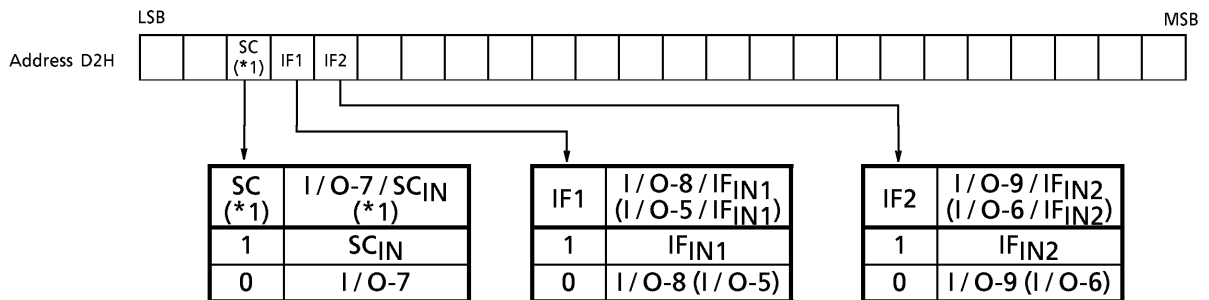 LSB MSB
Address D2H SC (*1) IF1 IF2
SC (*1) I/O-7/SCIN (*1)
1 SCIN
0 I/O-7
IF1 I/O-8/IFIN1 (I/O-5/IFIN1)
1 IFIN1
0 I/O-8 (I/O-5)
IF2 I/O-9/IFIN2 (I/O-6/IFIN2)
1 IFIN2
0 I/O-9 (I/O-6)